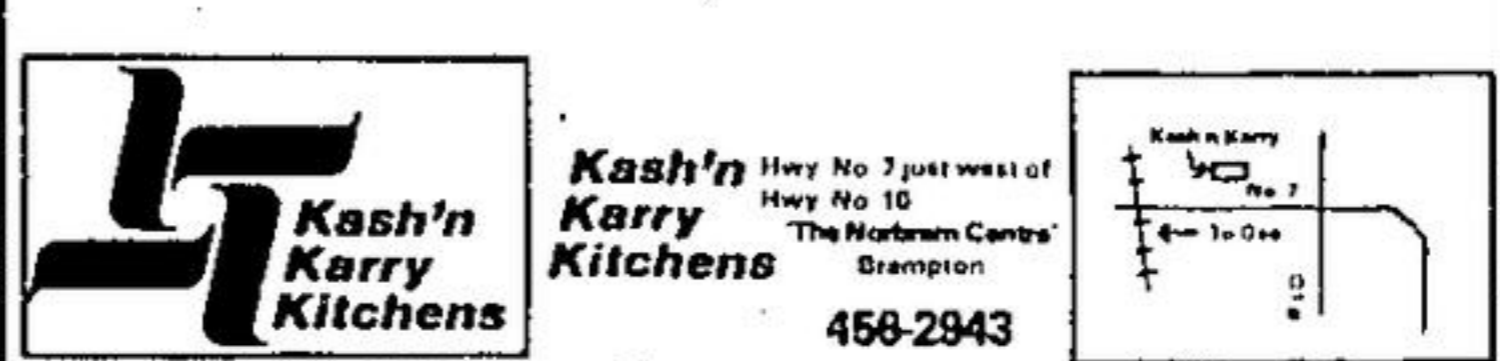 Kash'n
Karry
Kitchens
Kash'n
Karry
Kitchens
Hwy No 7 just west of
Hwy No 10
"The Norbram Centre"
Brampton
458-2943
Kash n Karry
No 7